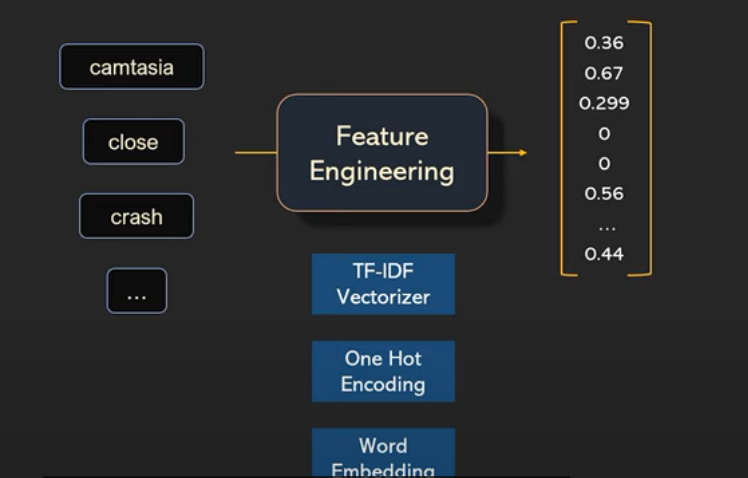 camtasia
close
crash
...
Feature
Engineering
TF-IDF
Vectorizer
One Hot
Encoding
Word
Embedding
0.36
0.67
0.299
0
0
0.56
...
0.44